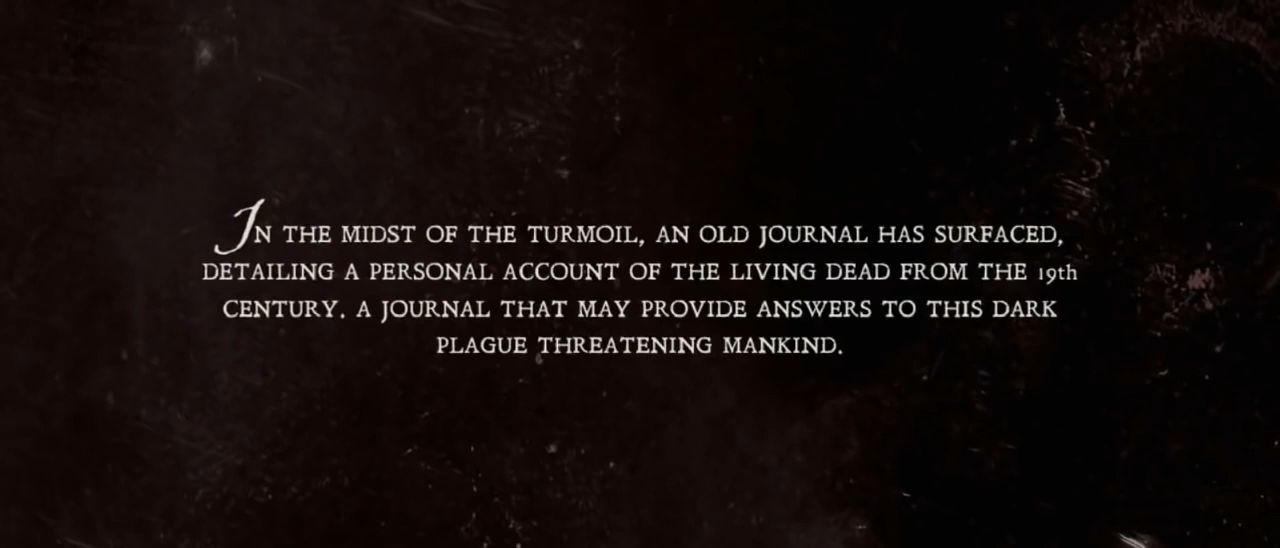 IN THE MIDST OF THE TURMOIL, AN OLD JOURNAL HAS SURFACED,
DETAILING A PERSONAL ACCOUNT OF THE LIVING DEAD FROM THE 19th
CENTURY. A JOURNAL THAT MAY PROVIDE ANSWERS TO THIS DARK
PLAGUE THREATENING MANKIND.